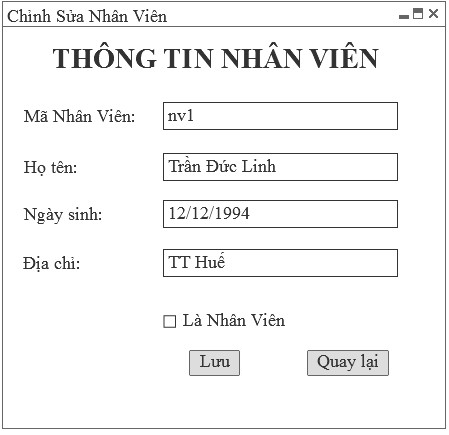 Chỉnh Sửa Nhân Viên
THÔNG TIN NHÂN VIÊN
Mã Nhân Viên: nv1
Họ tên: Trần Đức Linh
Ngày sinh: 12/12/1994
Địa chỉ: TT Huế
Là Nhân Viên
Lưu Quay lại